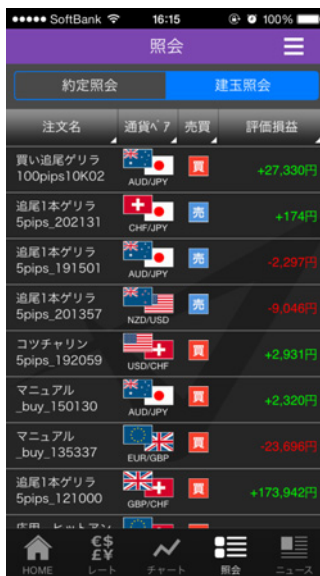 ●●●●● SoftBank 16:15 100%
照会
約定照会 建玉照会
注文名 通貨ペア 売買 評価損益
買い追尾ゲリラ
100pips10K02 AUD/JPY 買 +27,330円
追尾1本ゲリラ
5pips_202131 CHF/JPY 売 +174円
追尾1本ゲリラ
5pips_191501 AUD/JPY 売 -2,297円
追尾1本ゲリラ
5pips_201357 NZD/USD 売 -9,046円
コツチャリン
5pips_192059 USD/CHF 買 +2,931円
マニュアル
_buy_150130 AUD/JPY 買 +2,320円
マニュアル
_buy_135337 EUR/GBP 買 -23,696円
追尾1本ゲリラ
5pips_121000 GBP/CHF 買 +173,942円
HOME レート チャート 照会 ニュース